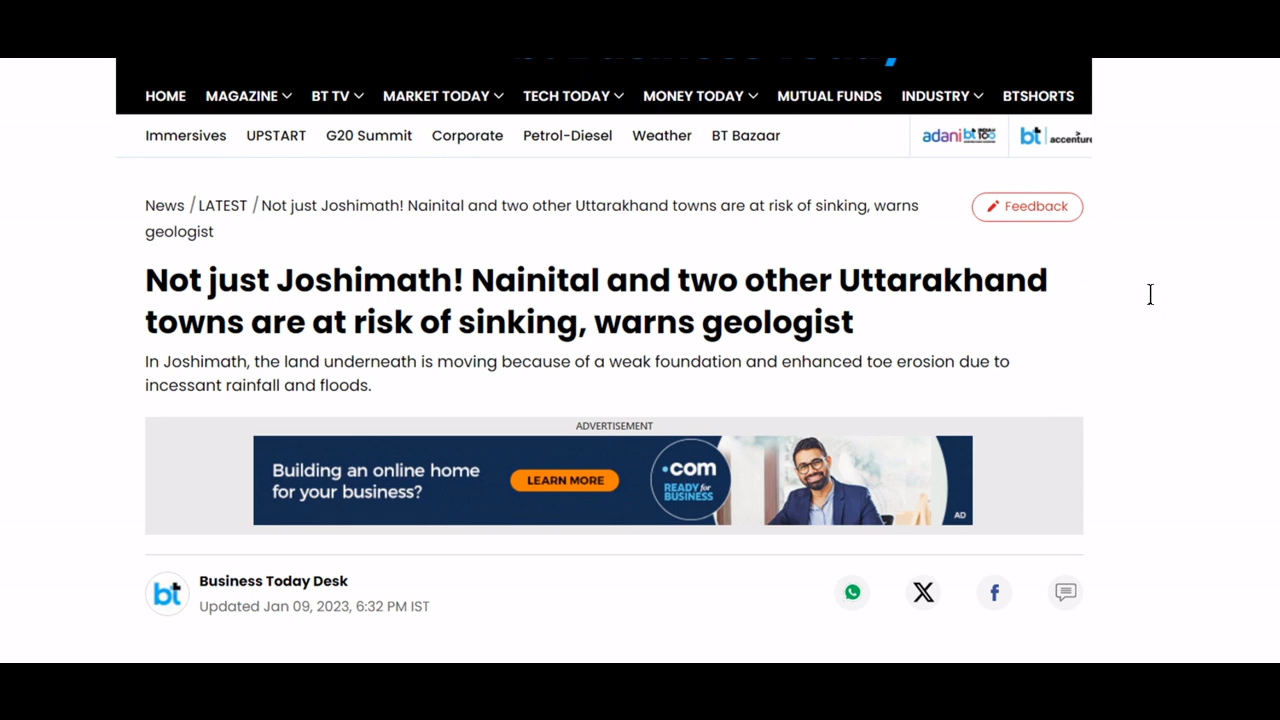 HOME MAGAZINE BT TV MARKET TODAY TECH TODAY MONEY TODAY MUTUAL FUNDS INDUSTRY BTSHORTS
Immersives UPSTART G20 Summit Corporate Petrol-Diesel Weather BT Bazaar adani bt bt accenture
News / LATEST / Not just Joshimath! Nainital and two other Uttarakhand towns are at risk of sinking, warns
geologist
Feedback
Not just Joshimath! Nainital and two other Uttarakhand
towns are at risk of sinking, warns geologist
In Joshimath, the land underneath is moving because of a weak foundation and enhanced toe erosion due to
incessant rainfall and floods.
ADVERTISEMENT
Building an online home
for your business?
LEARN MORE
.com
READY for
BUSINESS
AD
bt
Business Today Desk
Updated Jan 09, 2023, 6:32 PM IST